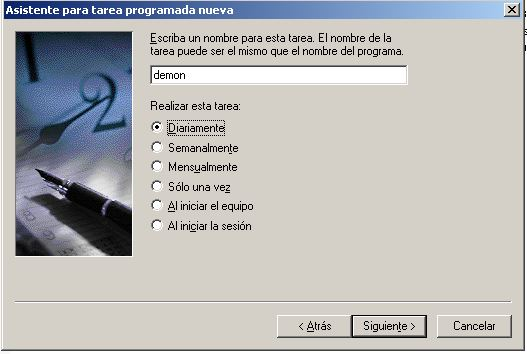 Asistente para tarea programada nueva
Escriba un nombre para esta tarea. El nombre de la
tarea puede ser el mismo que el nombre del programa.
demon
Realizar esta tarea:
Diariamente
Semanalmente
Mensualmente
Sólo una vez
Al iniciar el equipo
Al iniciar la sesión
< Atrás
Siguiente >
Cancelar